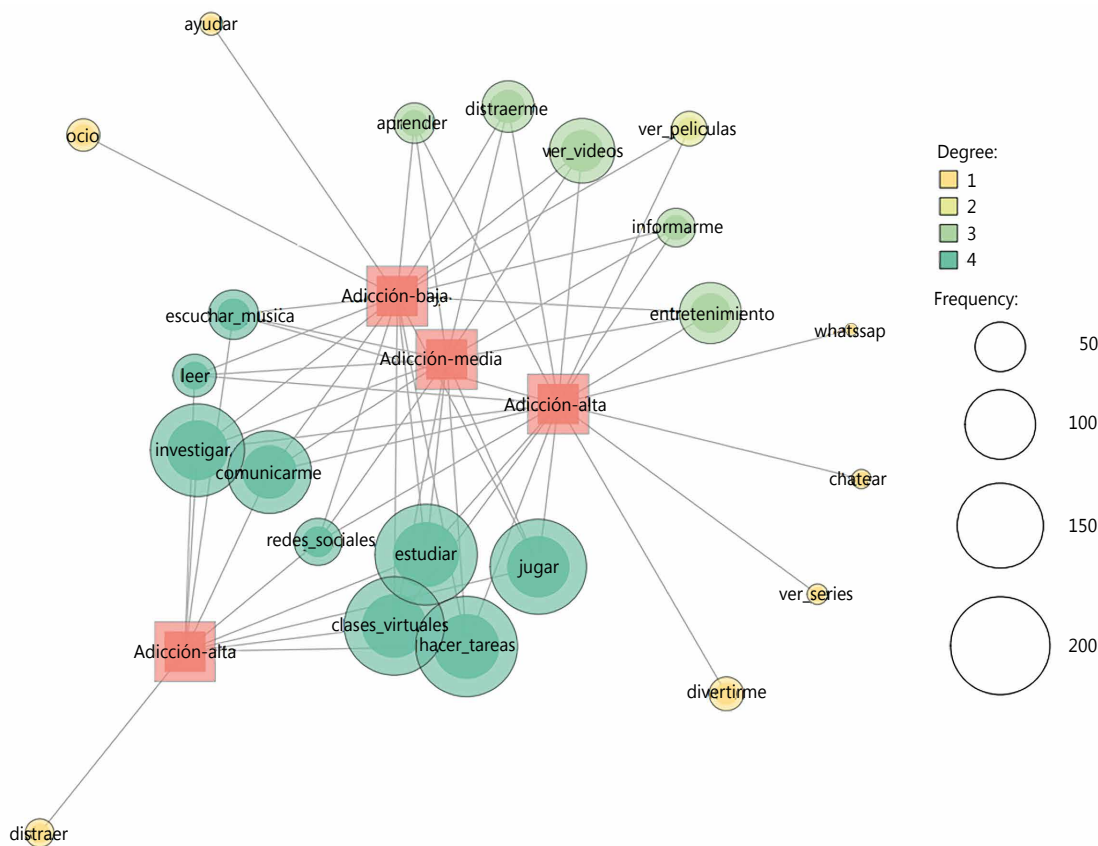 ayudar
distraerme
aprender
ver_peliculas
ocio
ver_videos
Degree:
1
2
3
4
informarme
Adicción-baja
Frequency:
escuchar_musica
entretenimiento
whatssap
50
Adicción-media
leer
Adicción-alta
100
investigar
comunicarme
chatear
150
redes_sociales
estudiar
jugar
ver_series
clases_virtuales
hacer_tareas
200
Adicción-alta
divertirme
distraer